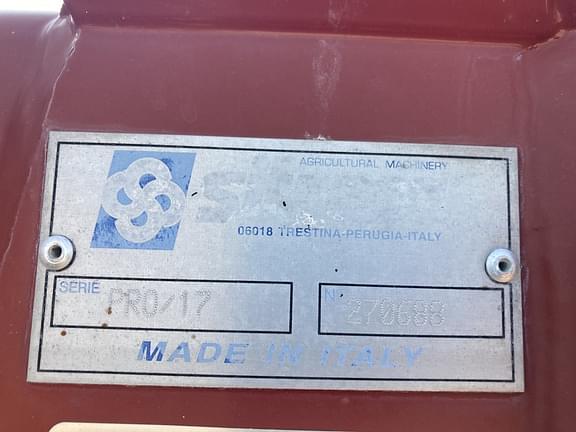 AGRICULTURAL MACHINERY
06018 TRESTINA-PERUGIA-ITALY
SERIE PRO/17
N° 270688
MADE IN ITALY